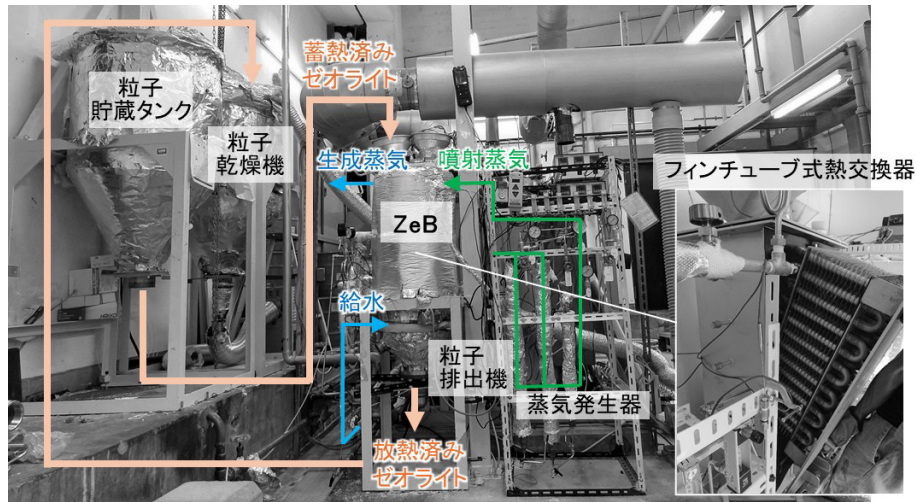 蓄熱済み
ゼオライト
粒子
貯蔵タンク
粒子
乾燥機
生成蒸気
噴射蒸気
フィンチューブ式熱交換器
ZeB
給水
粒子
排出機
蒸気発生器
放熱済み
ゼオライト